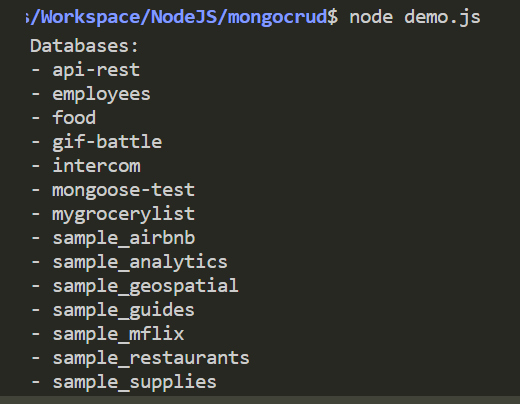 s/Workspace/NodeJS/mongocrud$ node demo.js
Databases:
- api-rest
- employees
- food
- gif-battle
- intercom
- mongoose-test
- mygrocerylist
- sample_airbnb
- sample_analytics
- sample_geospatial
- sample_guides
- sample_mflix
- sample_restaurants
- sample_supplies